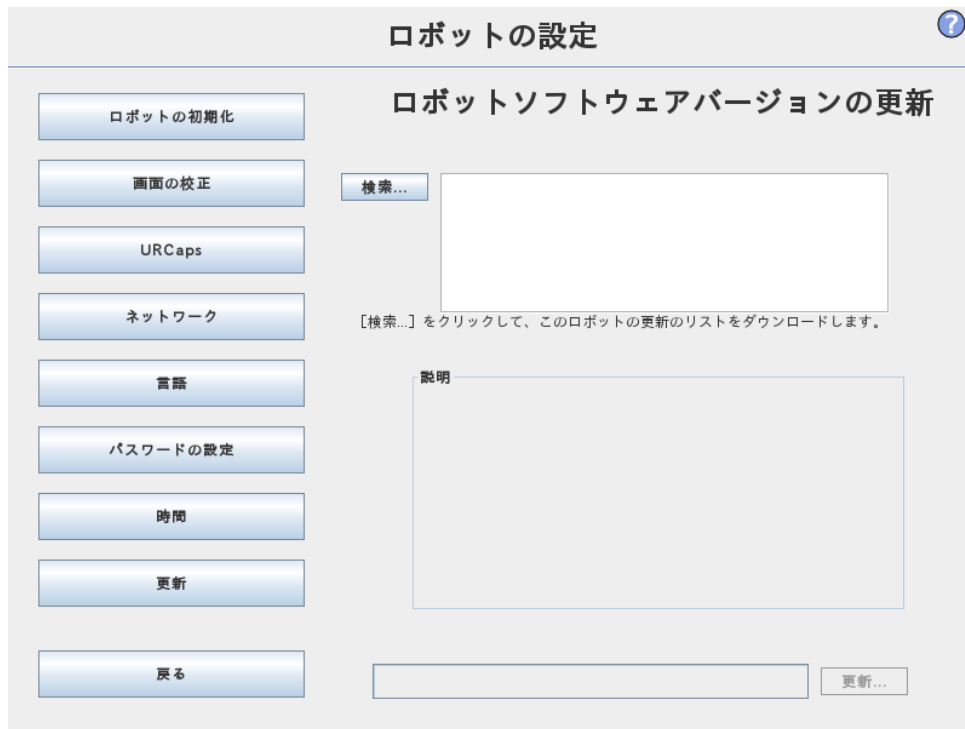 ロボットの設定
?
ロボットの初期化
画面の校正
URCaps
ネットワーク
言語
パスワードの設定
時間
更新
戻る
ロボットソフトウェアバージョンの更新
検索...
[検索...] をクリックして、このロボットの更新のリストをダウンロードします。
説明
更新...